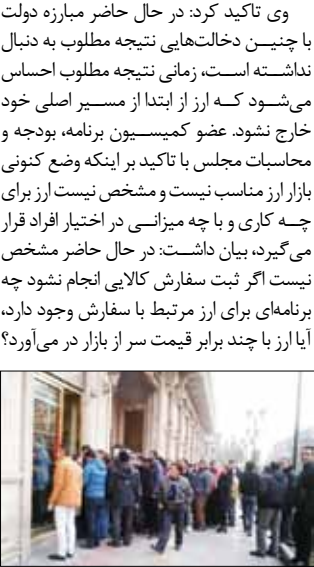 وی تاکید کرد: در حال حاضر مبارزه دولت
با چنین دخالت‌هایی نتیجه مطلوب به دنبال
نداشته است، زمانی نتیجه مطلوب احساس
می‌شود که ارز از ابتدا از مسیر اصلی خود
خارج نشود. عضو کمیسیون برنامه، بودجه و
محاسبات مجلس با تاکید بر اینکه وضع کنونی
بازار ارز مناسب نیست و مشخص نیست ارز برای
چه کاری و با چه میزانی در اختیار افراد قرار
می‌گیرد، بیان داشت: در حال حاضر مشخص
نیست اگر ثبت سفارش کالایی انجام نشود چه
برنامه‌ای برای ارز مرتبط با سفارش وجود دارد،
آیا ارز با چند برابر قیمت سر از بازار در می‌آورد؟